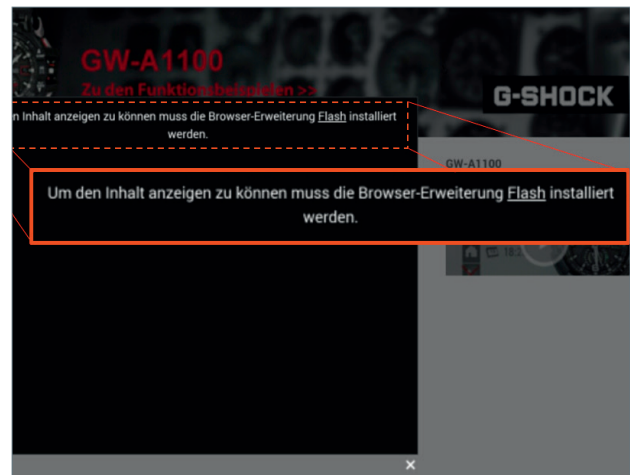 GW-A1100
Zu den Funktionsbeispielen >>
G-SHOCK
n Inhalt anzeigen zu können muss die Browser-Erweiterung Flash installiert
werden.
GW-A1100
Um den Inhalt anzeigen zu können muss die Browser-Erweiterung Flash installiert
werden.
×